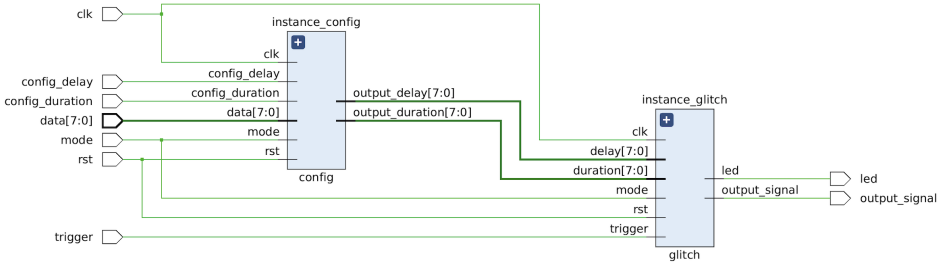 clk
config_delay
config_duration
data[7:0]
mode
rst
trigger
instance_config
clk
config_delay
config_duration
data[7:0]
mode
rst
output_delay[7:0]
output_duration[7:0]
config
instance_glitch
clk
delay[7:0]
duration[7:0]
mode
rst
trigger
led
output_signal
glitch
led
output_signal